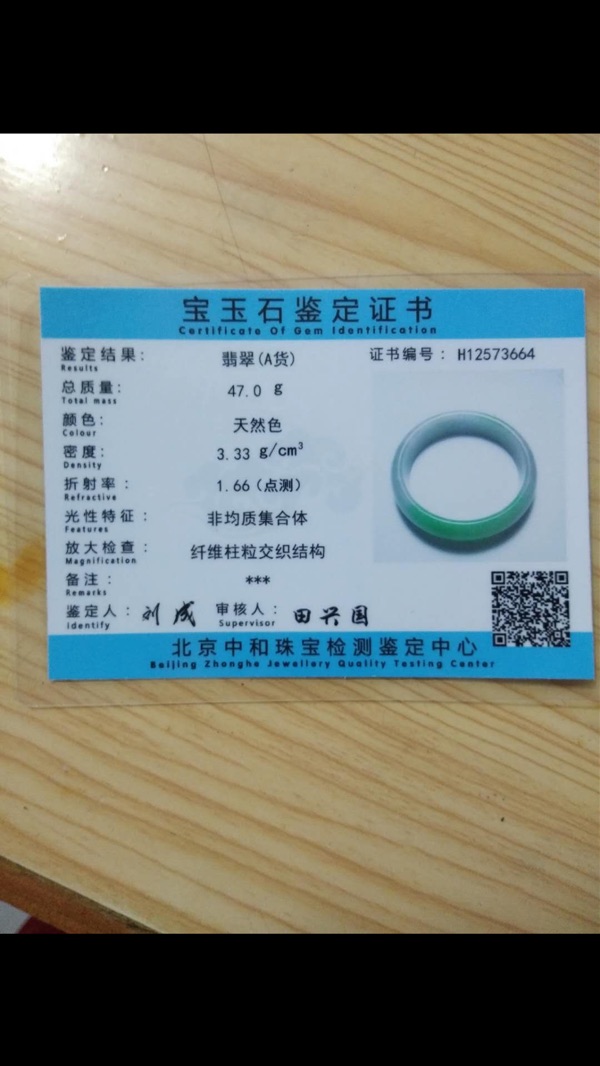 宝玉石鉴定证书
Certificate Of Gem Identification
鉴定结果： 翡翠(A货) 证书编号：H12573664
Results
总质量： 47.0 g
Total mass
颜色： 天然色
Colour
密度： 3.33 g/cm³
Density
折射率： 1.66（点测）
Refractive
光性特征： 非均质集合体
Features
放大检查： 纤维柱粒交织结构
Magnification
备注： ***
Remarks
鉴定人：刘成 审核人：田兴国
identify Supervisor
北京中和珠宝检测鉴定中心
Beijing Zhonghe Jewellery Quality Testing Center